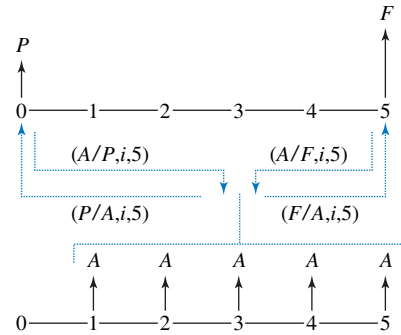 F
P
0 1 2 3 4 5
(A/P,i,5) (A/F,i,5)
(P/A,i,5) (F/A,i,5)
A A A A A
0 1 2 3 4 5